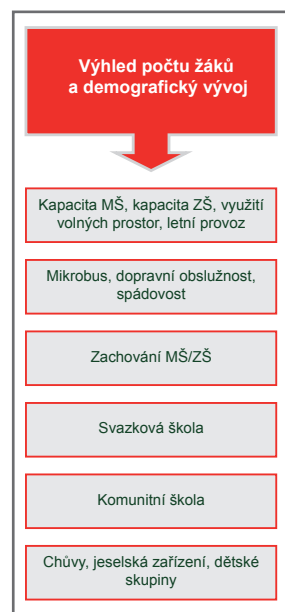 Výhled počtu žáků
a demografický vývoj
Kapacita MŠ, kapacita ZŠ, využití
volných prostor, letní provoz
Mikrobus, dopravní obslužnost,
spádovost
Zachování MŠ/ZŠ
Svazková škola
Komunitní škola
Chůvy, jeselská zařízení, dětské
skupiny